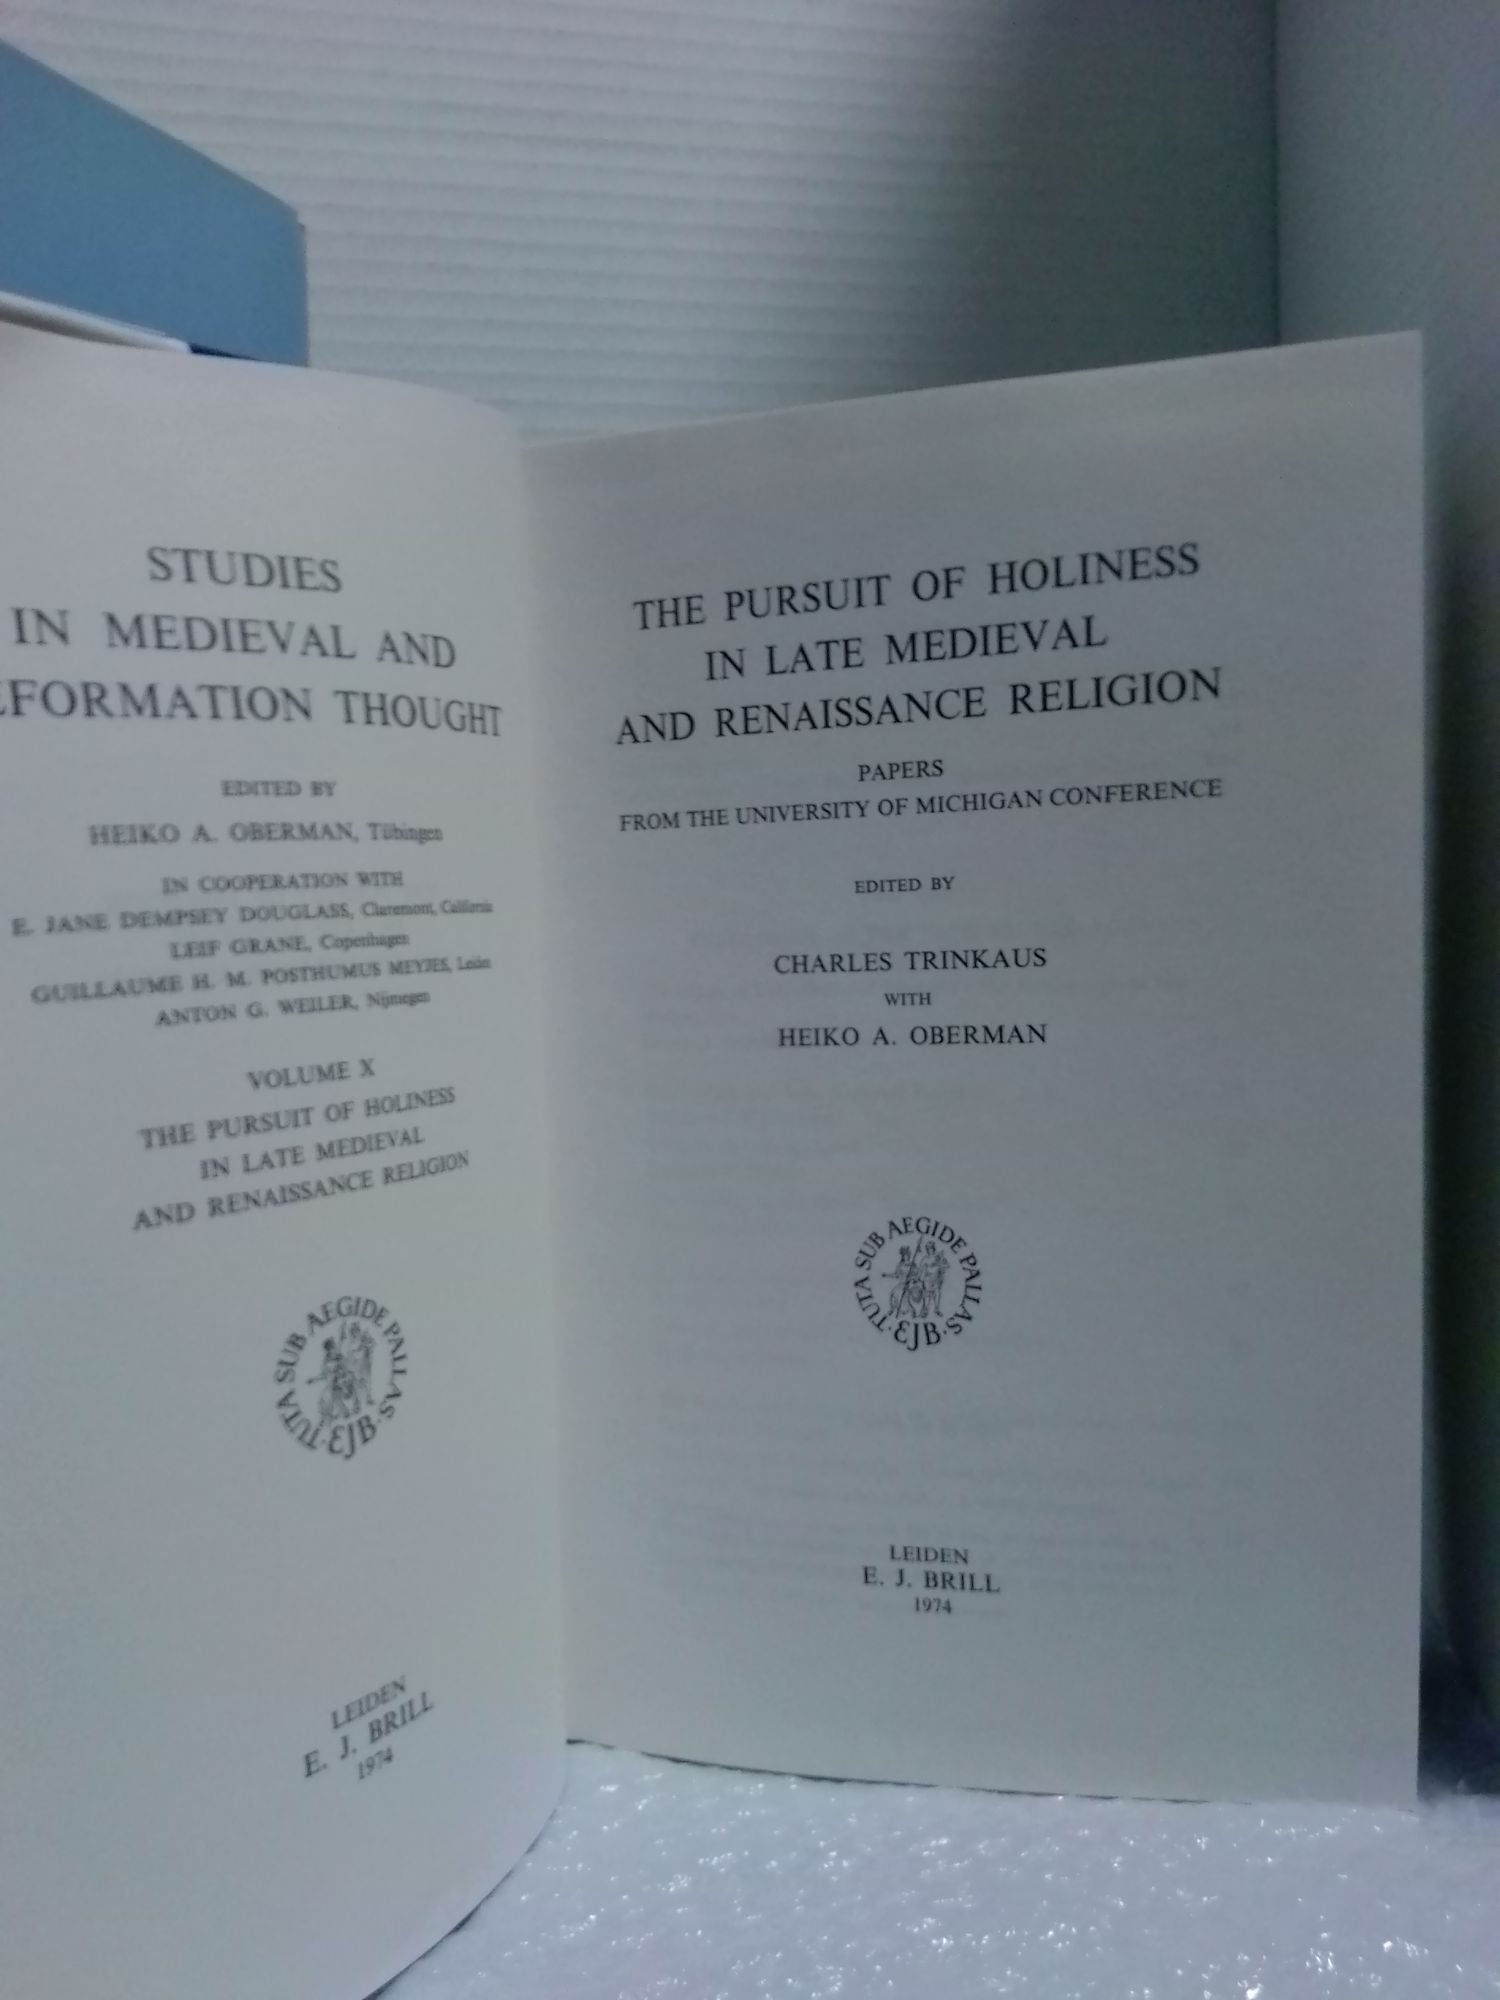 STUDIES
IN MEDIEVAL AND
EFORMATION THOUGHT
EDITED BY
HEIKO A. OBERMAN, Tübingen
IN COOPERATION WITH
E. JANE DEMPSEY DOUGLASS, Claremont, California
LEIF GRANE, Copenhagen
GUILLAUME H. M. POSTHUMUS MEYJES, Leiden
ANTON G. WEILER, Nijmegen
VOLUME X
THE PURSUIT OF HOLINESS
IN LATE MEDIEVAL
AND RENAISSANCE RELIGION
TUTA SUB AEGIDE PALLAS
EJB
LEIDEN
E. J. BRILL
1974
THE PURSUIT OF HOLINESS
IN LATE MEDIEVAL
AND RENAISSANCE RELIGION
PAPERS
FROM THE UNIVERSITY OF MICHIGAN CONFERENCE
EDITED BY
CHARLES TRINKAUS
WITH
HEIKO A. OBERMAN
TUTA SUB AEGIDE PALLAS
EJB
LEIDEN
E. J. BRILL
1974